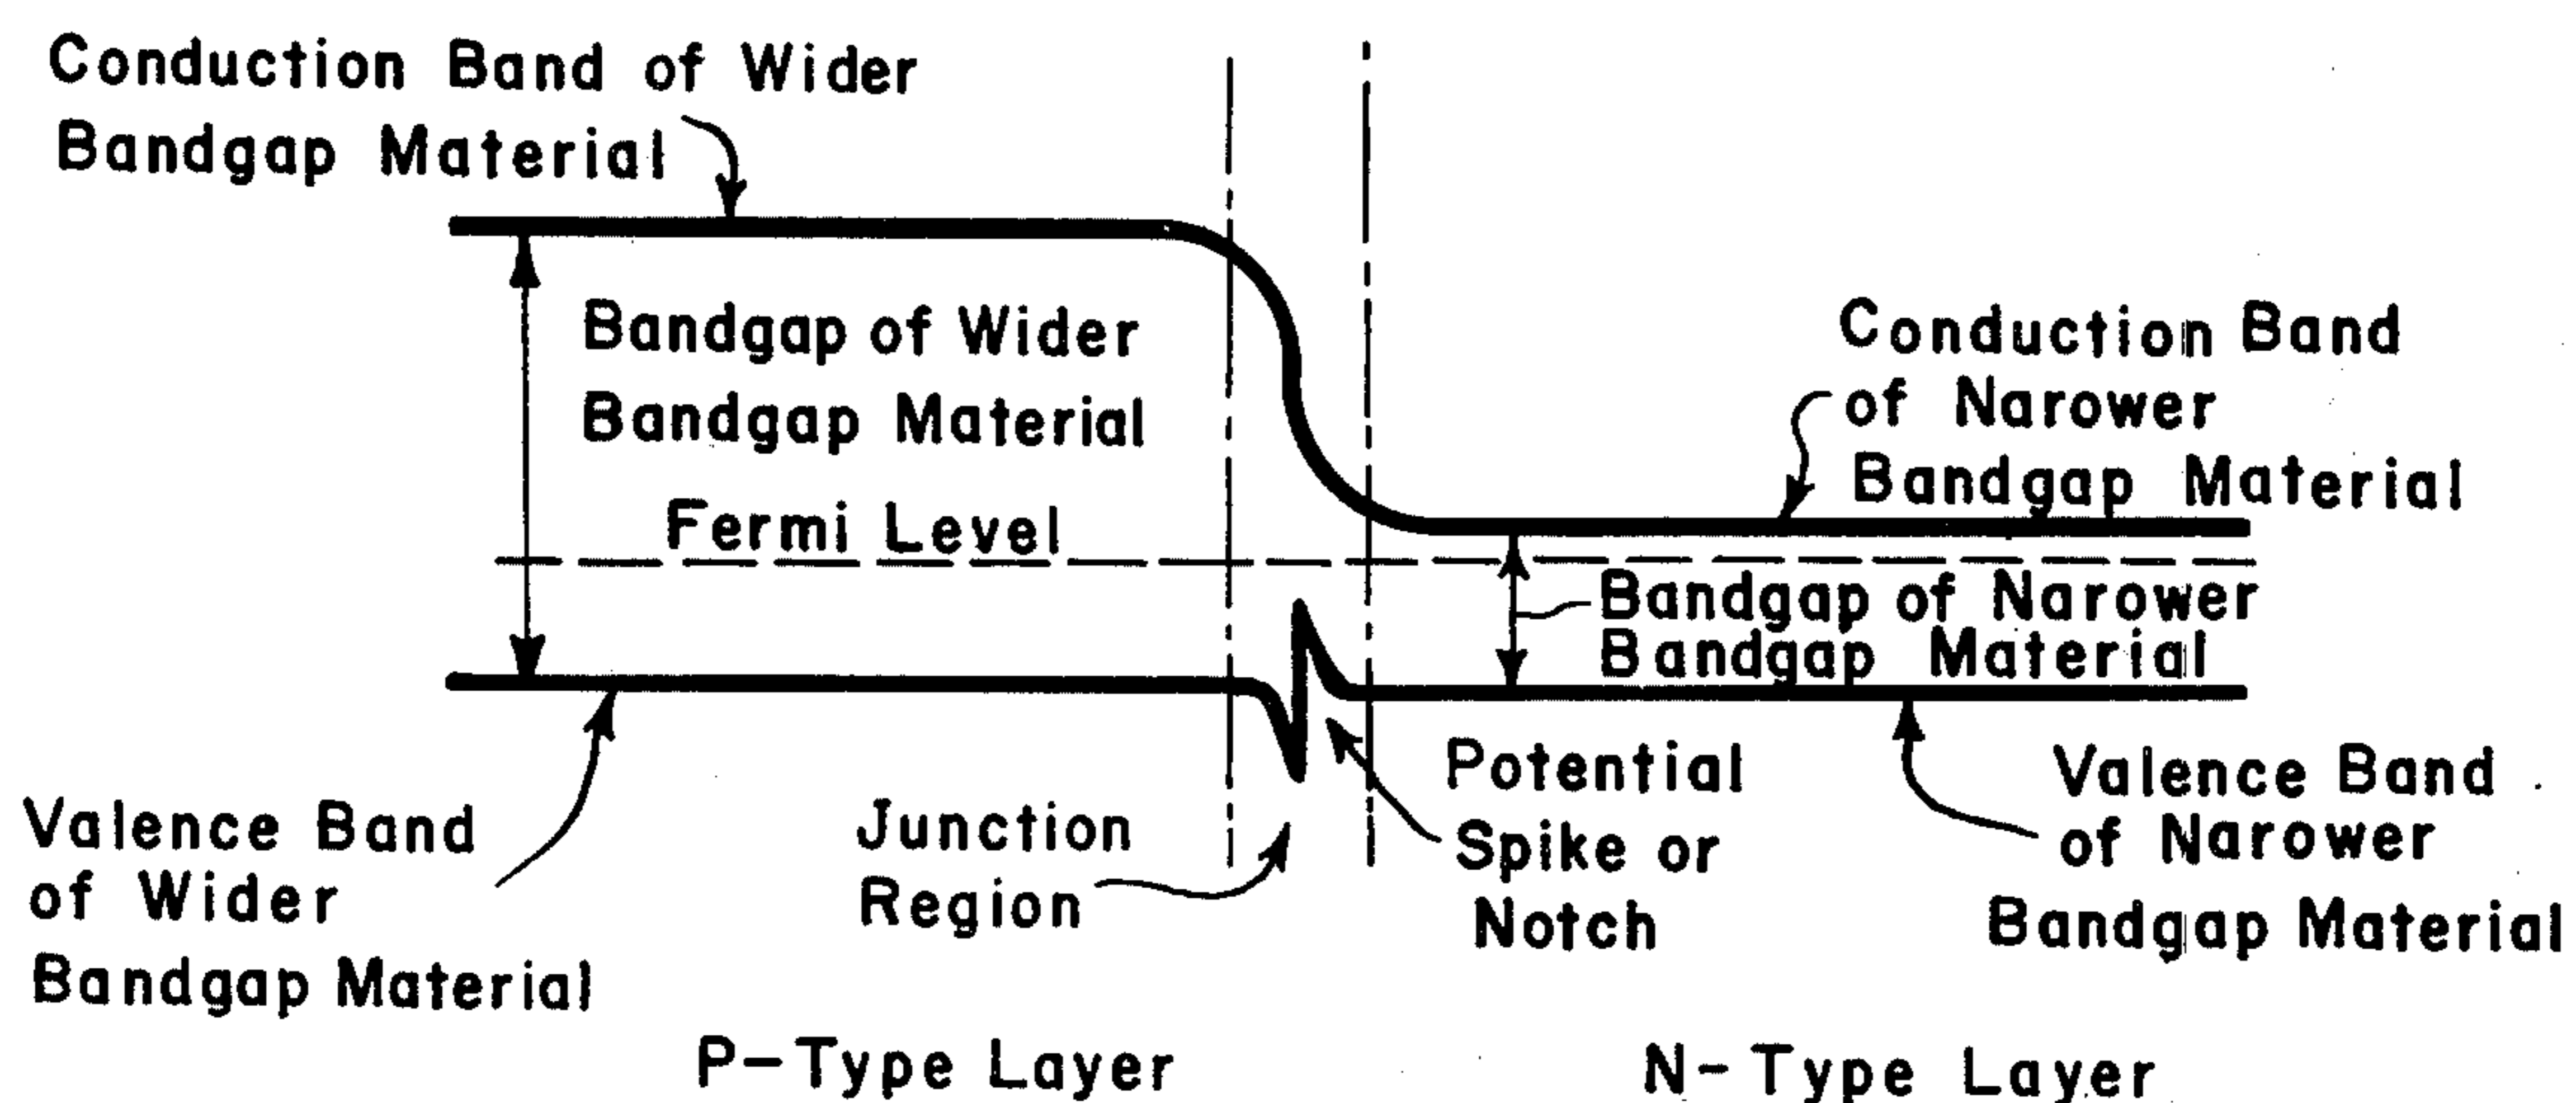 Conduction Band of Wider
Bandgap Material
Bandgap of Wider
Bandgap Material
Fermi Level
Conduction Band
of Narower
Bandgap Material
Bandgap of Narower
Bandgap Material
Valence Band
of Wider
Bandgap Material
Junction
Region
Potential
Spike or
Notch
Valence Band
of Narower
Bandgap Material
P-Type Layer
N-Type Layer